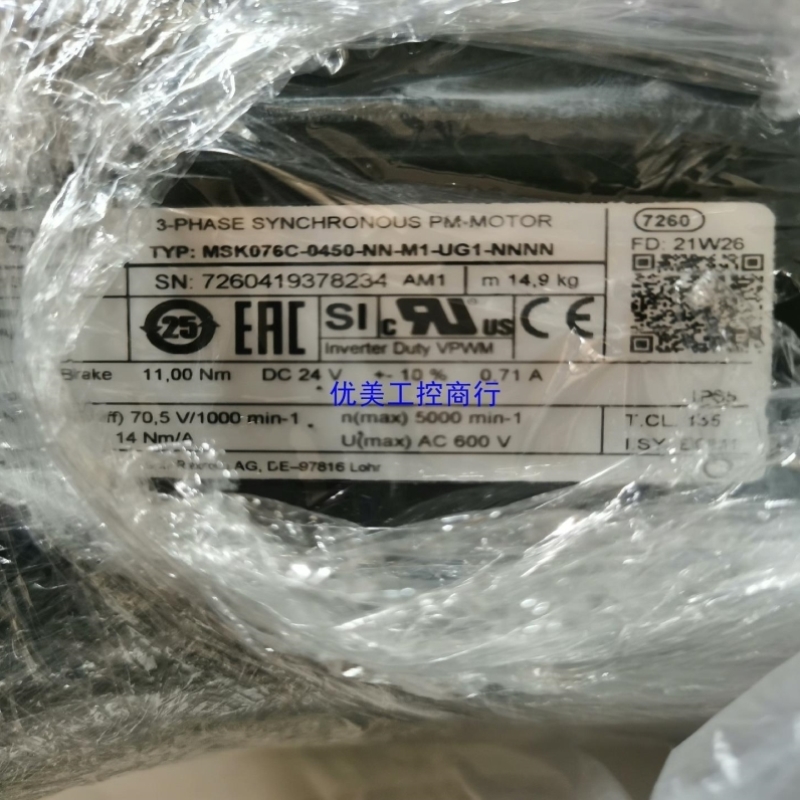 3-PHASE SYNCHRONOUS PM-MOTOR
7260
TYP: MSK076C-0450-NN-M1-UG1-NNNN
FD: 21W26
SN: 7260419378234 AM1 m 14,9 kg
25 EAC SI c US CE
Inverter Duty VPWM
Brake 11,00 Nm DC 24 V +- 10 % 0,71 A
优美工控商行
IP65
70,5 V/1000 min-1 n(max) 5000 min-1 T.CL. 155
14 Nm/A U(max) AC 600 V I.SY.
AG, DE-97816 Lohr